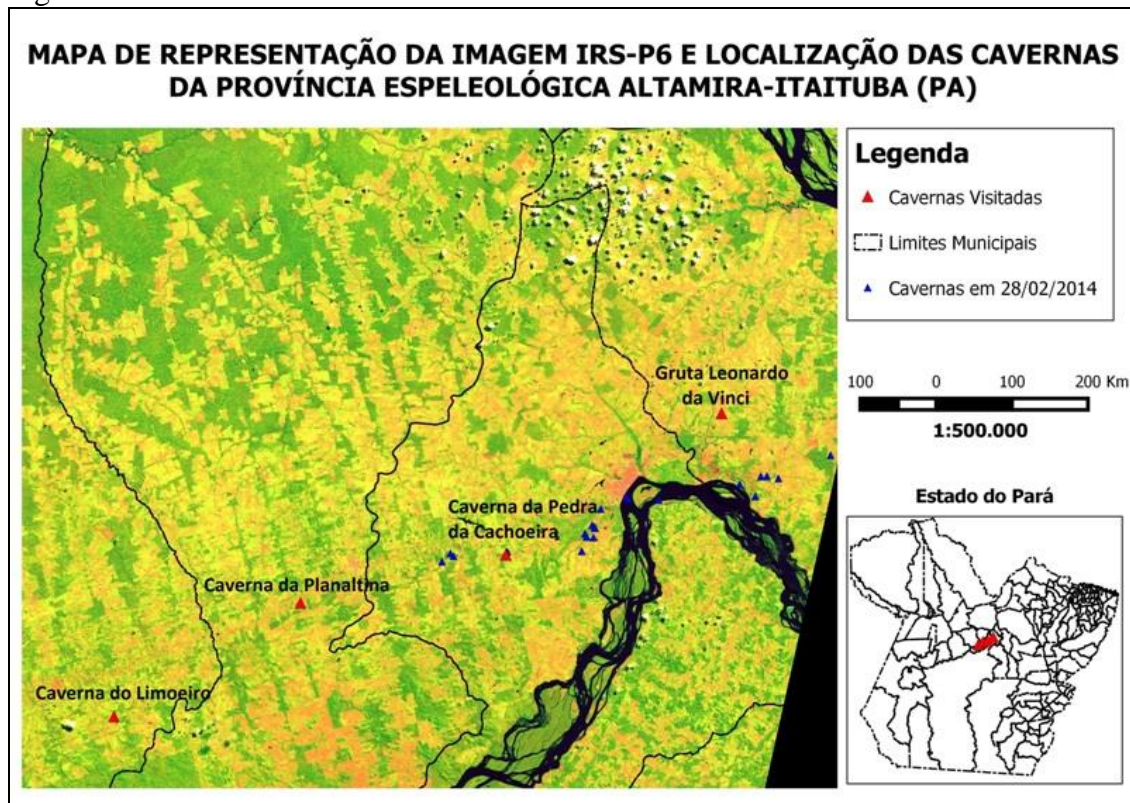 MAPA DE REPRESENTAÇÃO DA IMAGEM IRS-P6 E LOCALIZAÇÃO DAS CAVERNAS
DA PROVÍNCIA ESPELEOLÓGICA ALTAMIRA-ITAITUBA (PA)
Gruta Leonardo
da Vinci
Caverna da Pedra
da Cachoeira
Caverna da Planaltina
Caverna do Limoeiro
Legenda
Cavernas Visitadas
Limites Municipais
Cavernas em 28/02/2014
100 0 100 200 Km
1:500.000
Estado do Pará